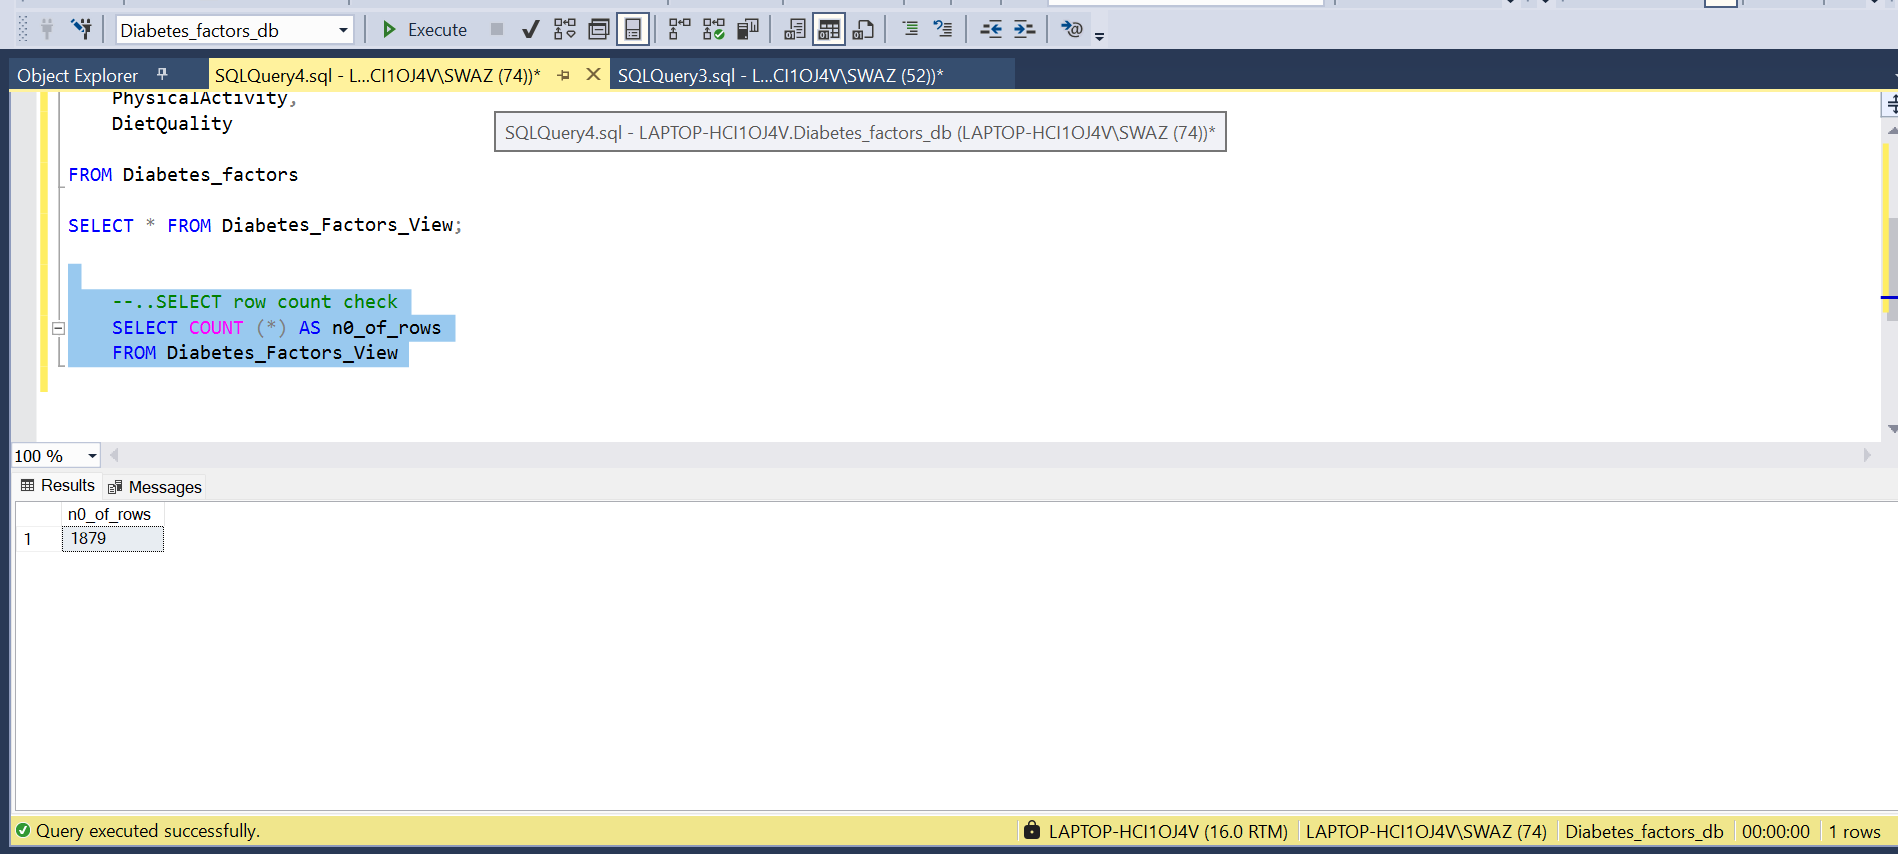 Diabetes_factors_db
Execute
Object Explorer
SQLQuery4.sql - L...CI1OJ4V\SWAZ (74))*
SQLQuery3.sql - L...CI1OJ4V\SWAZ (52))*
PhysicalActivity,
DietQuality
SQLQuery4.sql - LAPTOP-HCI1OJ4V.Diabetes_factors_db (LAPTOP-HCI1OJ4V\SWAZ (74))*
FROM Diabetes_factors
SELECT * FROM Diabetes_Factors_View;
--..SELECT row count check
SELECT COUNT (*) AS n0_of_rows
FROM Diabetes_Factors_View
100 %
Results
Messages
n0_of_rows
1 1879
Query executed successfully.
LAPTOP-HCI1OJ4V (16.0 RTM)
LAPTOP-HCI1OJ4V\SWAZ (74)
Diabetes_factors_db
00:00:00
1 rows